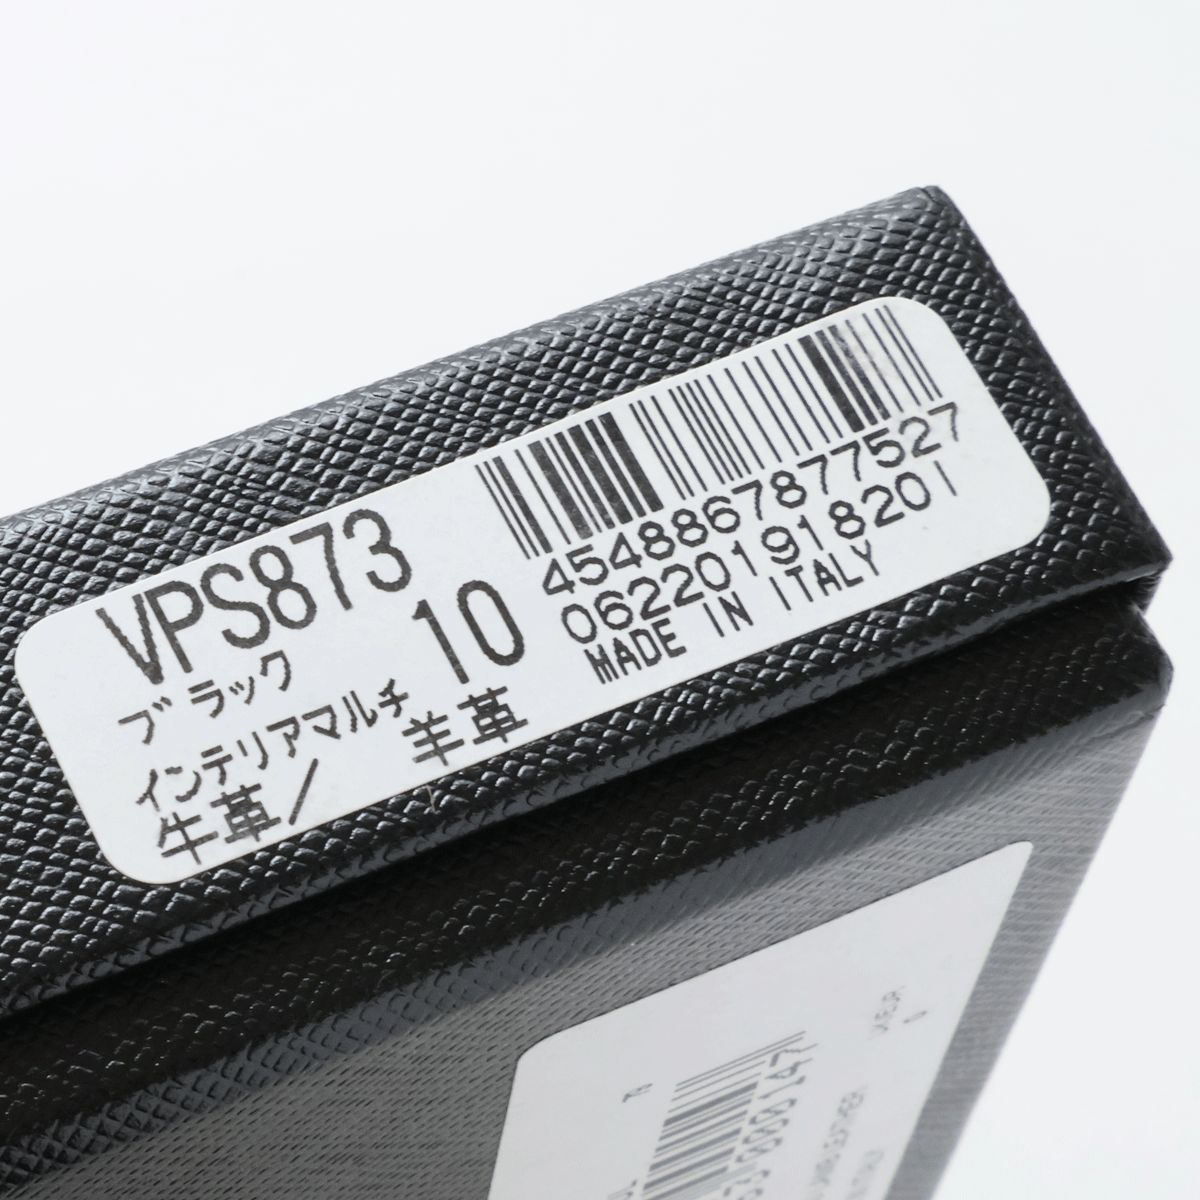 VPS873
ブラック 10
インテリアマルチ
牛革/ 羊革
4548867877527
0622019918201
MADE IN ITALY